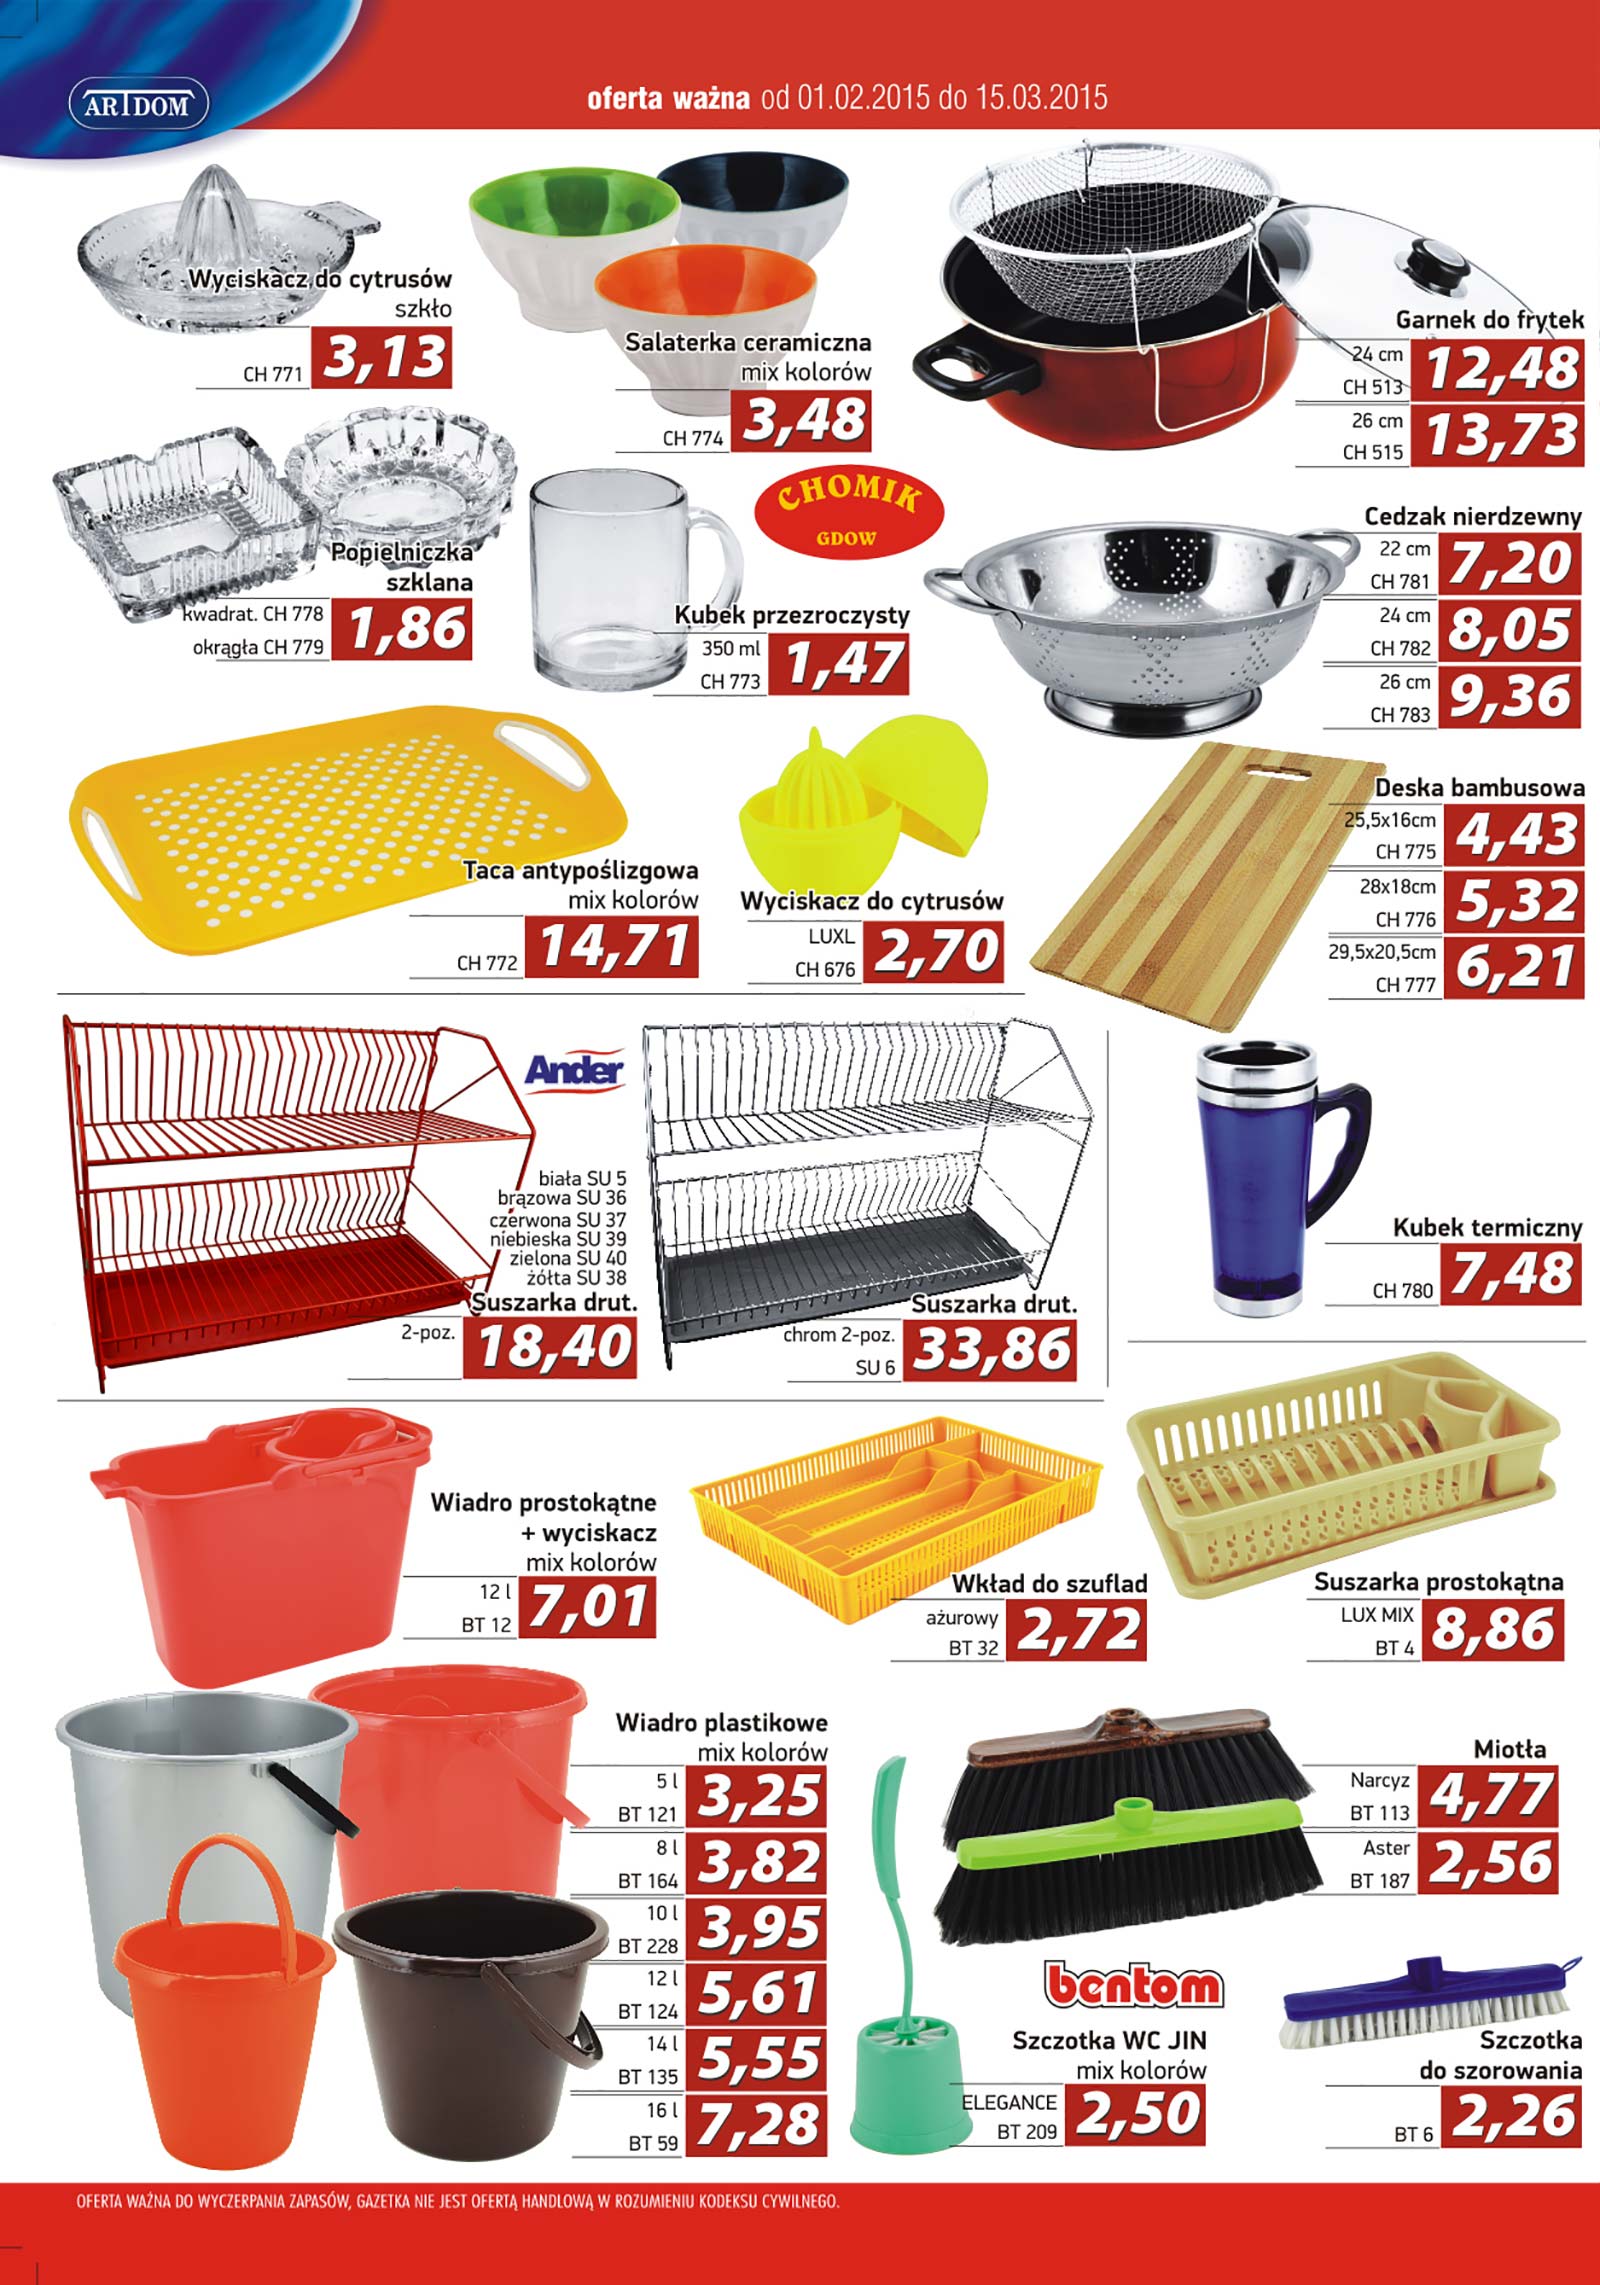 ARTDOM
oferta ważna od 01.02.2015 do 15.03.2015
Wyciskacz do cytrusów
szkło
CH 771
3,13
Salaterka ceramiczna
mix kolorów
CH 774
3,48
Garnek do frytek
24 cm
CH 513
12,48
26 cm
CH 515
13,73
Popielniczka
szklana
kwadrat. CH 778
okrągła CH 779
1,86
CHOMIK
GDOW
Kubek przezroczysty
350 ml
CH 773
1,47
Cedzak nierdzewny
22 cm
CH 781
7,20
24 cm
CH 782
8,05
26 cm
CH 783
9,36
Taca antypoślizgowa
mix kolorów
CH 772
14,71
Wyciskacz do cytrusów
LUXL
CH 676
2,70
Deska bambusowa
25,5x16cm
CH 775
4,43
28x18cm
CH 776
5,32
29,5x20,5cm
CH 777
6,21
Ander
biała SU 5
brązowa SU 36
czerwona SU 37
niebieska SU 39
zielona SU 40
żółta SU 38
Suszarka drut.
2-poz.
18,40
Suszarka drut.
chrom 2-poz.
SU 6
33,86
Kubek termiczny
CH 780
7,48
Wiadro prostokątne
+ wyciskacz
mix kolorów
12 l
BT 12
7,01
Wkład do szuflad
ażurowy
BT 32
2,72
Suszarka prostokątna
LUX MIX
BT 4
8,86
Wiadro plastikowe
mix kolorów
5 l
BT 121
3,25
8 l
BT 164
3,82
10 l
BT 228
3,95
12 l
BT 124
5,61
14 l
BT 135
5,55
16 l
BT 59
7,28
Miotła
Narcyz
BT 113
4,77
Aster
BT 187
2,56
bentom
Szczotka WC JIN
mix kolorów
ELEGANCE
BT 209
2,50
Szczotka
do szorowania
BT 6
2,26
OFERTA WAŻNA DO WYCZERPANIA ZAPASÓW, GAZETKA NIE JEST OFERTĄ HANDLOWĄ W ROZUMIENIU KODEKSU CYWILNEGO.